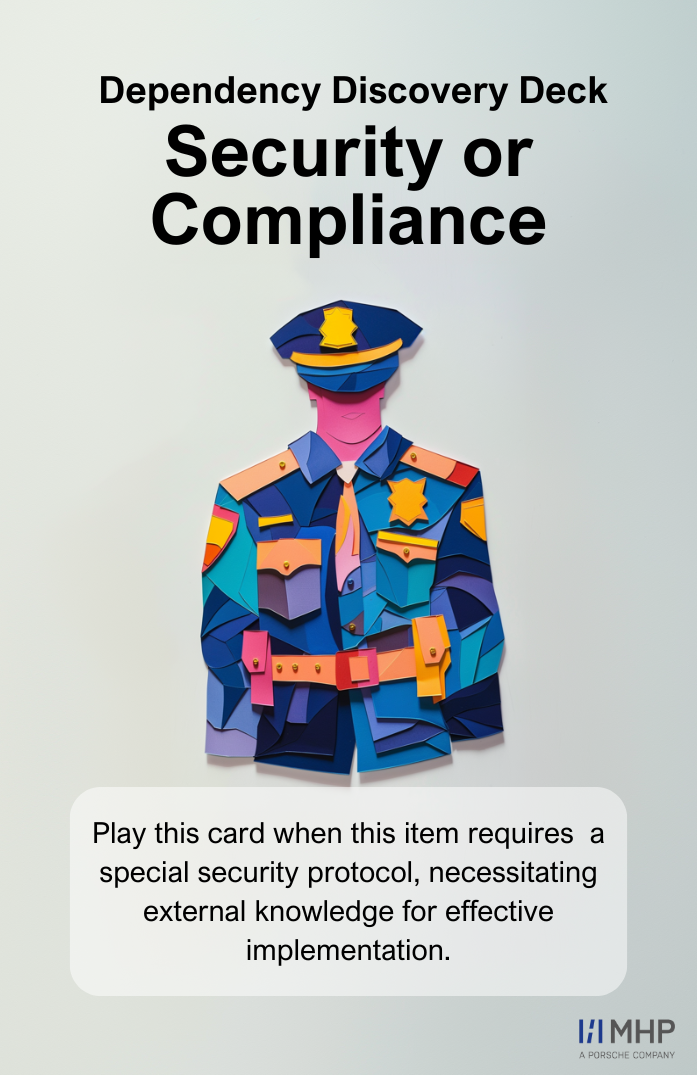 Dependency Discovery Deck
Security or
Compliance
Play this card when this item requires  a
special security protocol, necessitating
external knowledge for effective
implementation.
MHP
A PORSCHE COMPANY